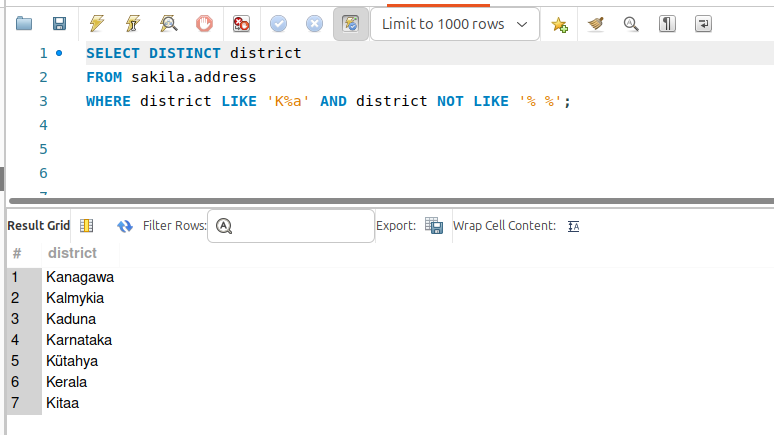 Limit to 1000 rows
1 SELECT DISTINCT district
2 FROM sakila.address
3 WHERE district LIKE 'K%a' AND district NOT LIKE '% %';
4
5
6
7
Result Grid Filter Rows: Export: Wrap Cell Content:
# district
1 Kanagawa
2 Kalmykia
3 Kaduna
4 Karnataka
5 Kütahya
6 Kerala
7 Kitaa